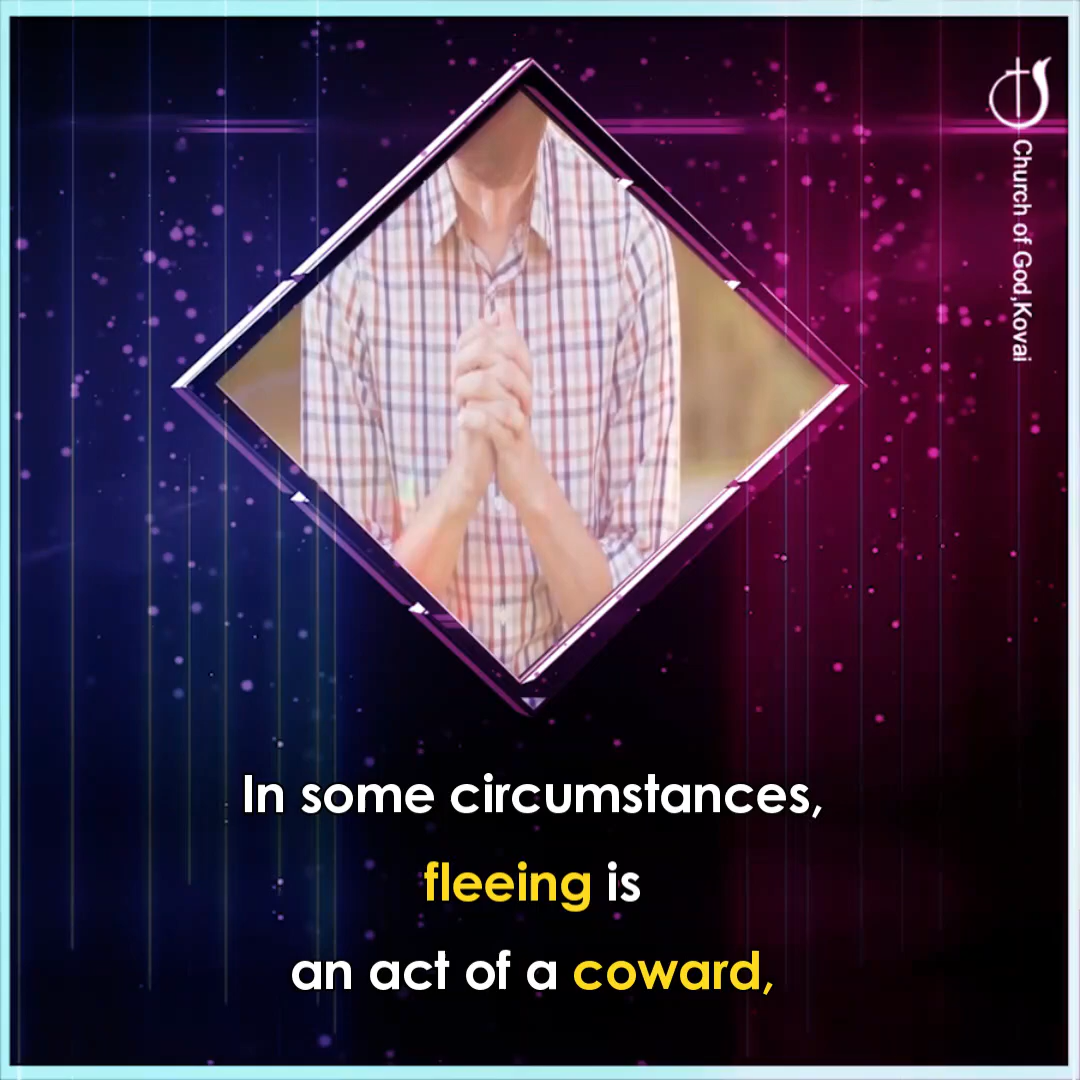 Church of God,Kovai
In some circumstances,
fleeing is
an act of a coward,